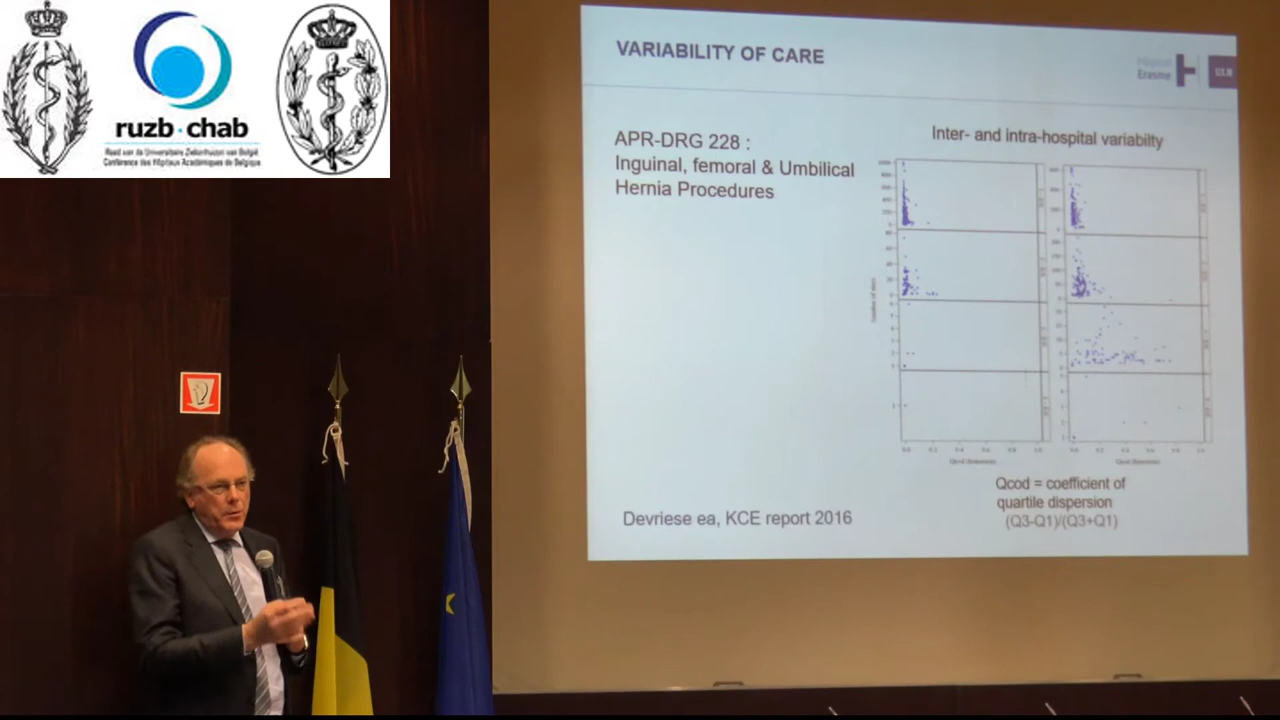 ruzb·chab
Raad van de Universitaire Ziekenhuizen van België
Conférence des Hôpitaux Académiques de Belgique
VARIABILITY OF CARE
Hôpital
Erasme
ULB
APR-DRG 228 :
Inguinal, femoral & Umbilical
Hernia Procedures
Inter- and intra-hospital variabilty
Qcod = coefficient of
quartile dispersion
(Q3-Q1)/(Q3+Q1)
Devriese ea, KCE report 2016